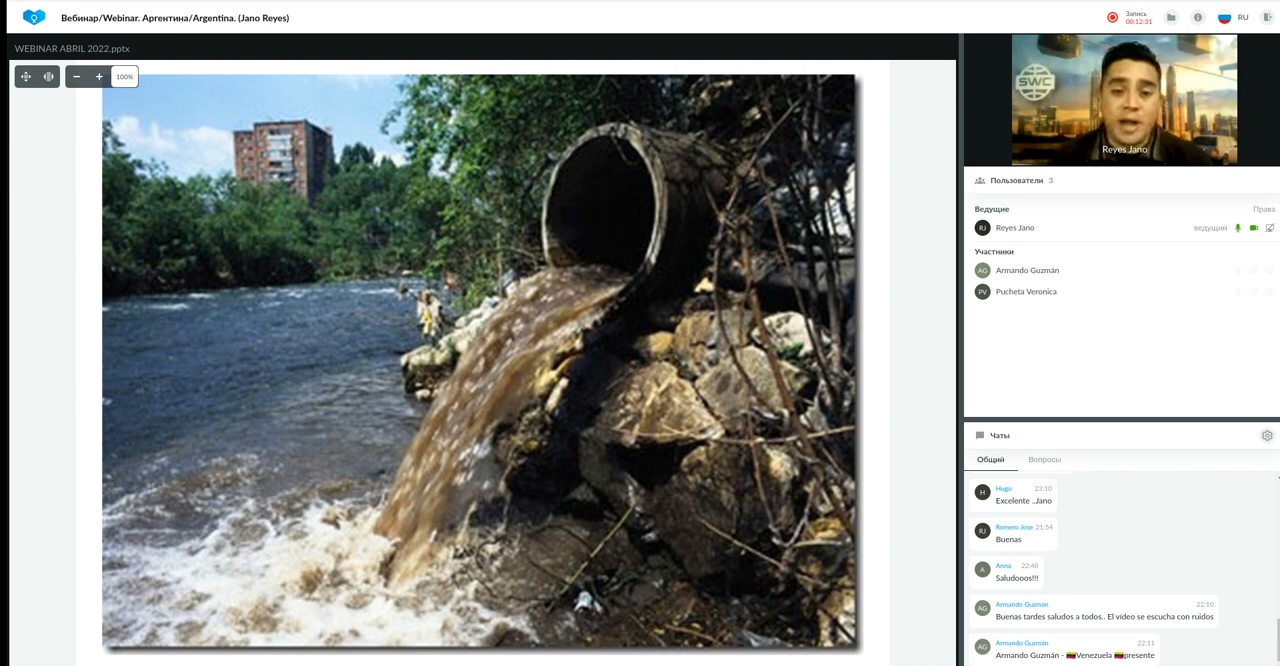 Вебинар/Webinar. Аргентина/Argentina. (Jano Reyes)
Запись
00:12:31
RU
WEBINAR ABRIL 2022.pptx
100%
SWC
Reyes Jano
Пользователи 3
Ведущие Права
RJ Reyes Jano ведущий
Участники
AG Armando Guzmán
PV Pucheta Veronica
Чаты
Общий Вопросы
H Hugo 23:10
Excelente ..Jano
RJ Romero Jose 21:54
Buenas
A Anna 22:40
Saludooos!!!
AG Armando Guzmán 22:10
Buenas tardes saludos a todos.. El video se escucha con ruidos
AG Armando Guzmán 22:11
Armando Guzmán - 🇻🇪Venezuela 🇻🇪presente